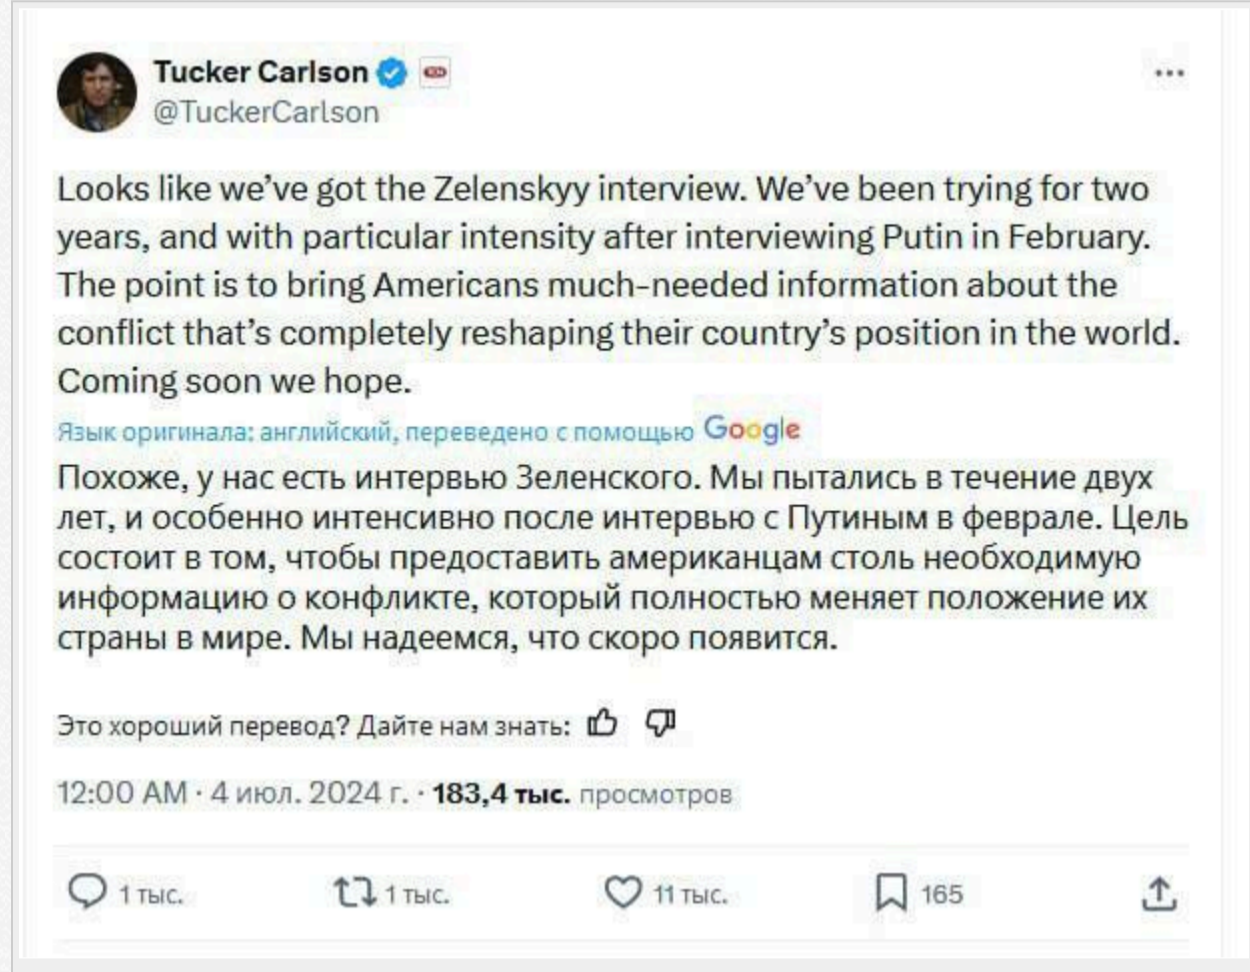 Tucker Carlson
@TuckerCarlson
Looks like we’ve got the Zelenskyy interview. We’ve been trying for two
years, and with particular intensity after interviewing Putin in February.
The point is to bring Americans much-needed information about the
conflict that’s completely reshaping their country’s position in the world.
Coming soon we hope.
Язык оригинала: английский, переведено с помощью Google
Похоже, у нас есть интервью Зеленского. Мы пытались в течение двух
лет, и особенно интенсивно после интервью с Путиным в феврале. Цель
состоит в том, чтобы предоставить американцам столь необходимую
информацию о конфликте, который полностью меняет положение их
страны в мире. Мы надеемся, что скоро появится.
Это хороший перевод? Дайте нам знать:
12:00 AM · 4 июл. 2024 г. · 183,4 тыс. просмотров
1 тыс. 1 тыс. 11 тыс. 165